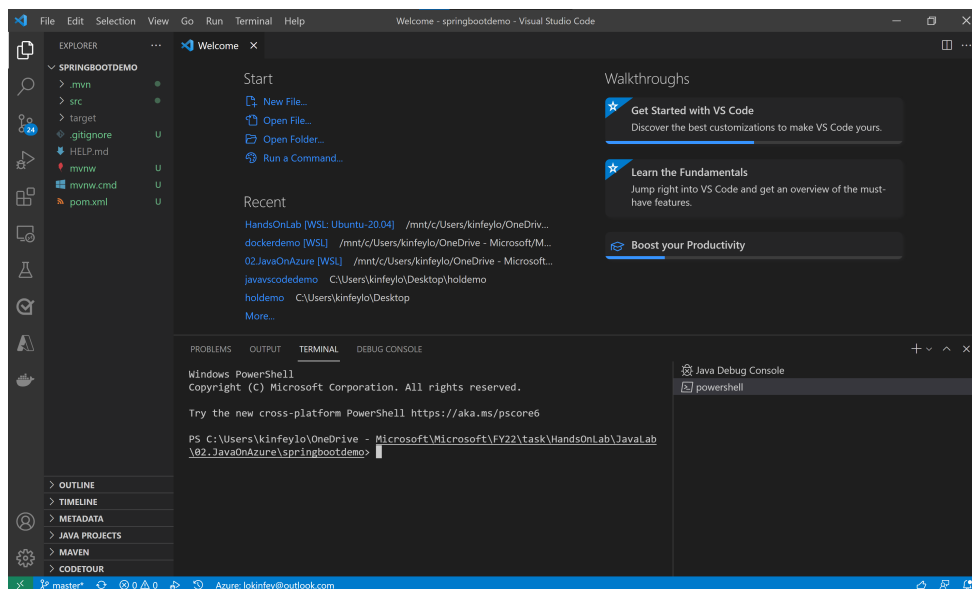 File Edit Selection View Go Run Terminal Help Welcome - springbootdemo - Visual Studio Code
EXPLORER
Welcome
SPRINGBOOTDEMO
.mvn
src
target
.gitignore U
HELP.md
mvnw U
mvnw.cmd U
pom.xml U
24
Start
New File...
Open File...
Open Folder...
Run a Command...
Recent
HandsOnLab [WSL: Ubuntu-20.04] /mnt/c/Users/kinfeylo/OneDriv...
dockerdemo [WSL] /mnt/c/Users/kinfeylo/OneDrive - Microsoft/M...
02.JavaOnAzure [WSL] /mnt/c/Users/kinfeylo/OneDrive - Microsoft...
javavscodedemo C:\Users\kinfeylo\Desktop\holdemo
holdemo C:\Users\kinfeylo\Desktop
More...
Walkthroughs
Get Started with VS Code
Discover the best customizations to make VS Code yours.
Learn the Fundamentals
Jump right into VS Code and get an overview of the must-
have features.
Boost your Productivity
PROBLEMS OUTPUT TERMINAL DEBUG CONSOLE
Windows PowerShell
Copyright (C) Microsoft Corporation. All rights reserved.
Try the new cross-platform PowerShell https://aka.ms/pscore6
PS C:\Users\kinfeylo\OneDrive - Microsoft\Microsoft\FY22\task\HandsOnLab\JavaLab
\02.JavaOnAzure\springbootdemo>
Java Debug Console
powershell
OUTLINE
TIMELINE
METADATA
JAVA PROJECTS
MAVEN
CODETOUR
master* 0 0 Azure: lokinfey@outlook.com